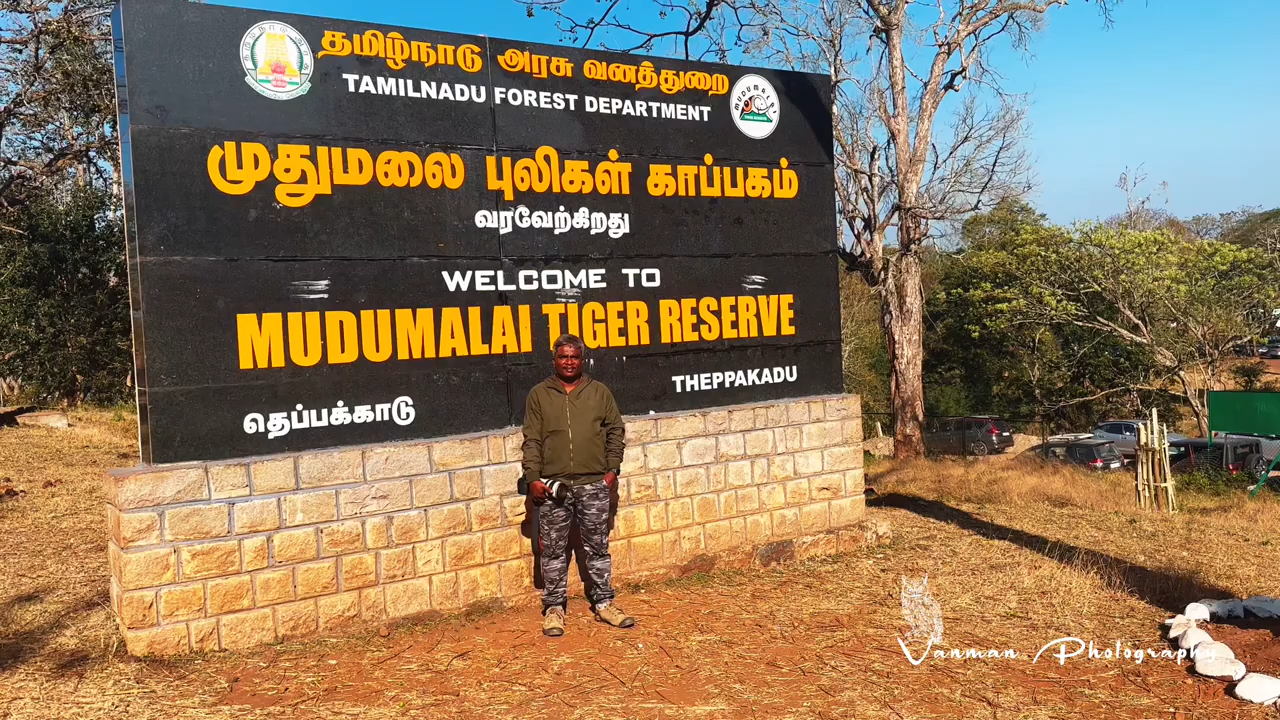 தமிழ்நாடு அரசு வனத்துறை
TAMILNADU FOREST DEPARTMENT
MUDUMALAI
முதுமலை புலிகள் காப்பகம்
வரவேற்கிறது
WELCOME TO
MUDUMALAI TIGER RESERVE
THEPPAKADU
தெப்பக்காடு
Vanman Photography